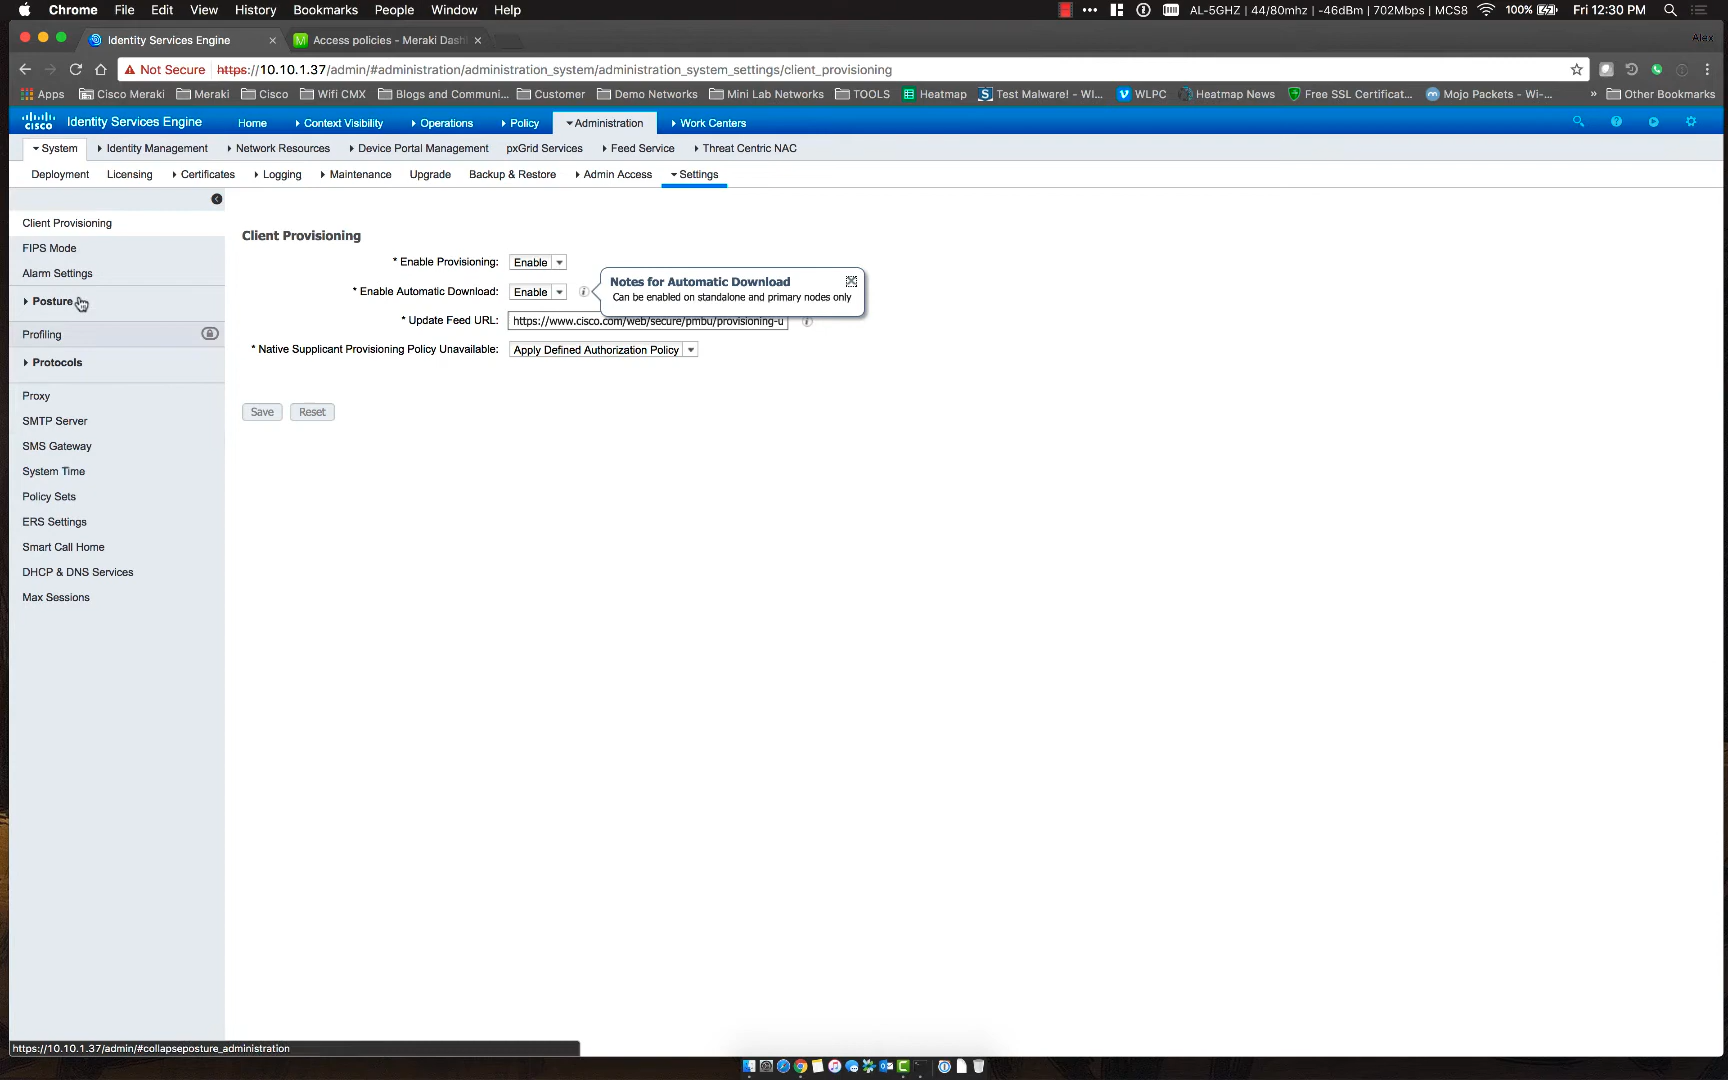 Chrome File Edit View History Bookmarks People Window Help AL-5GHZ | 44/80mhz | -46dBm | 702Mbps | MCS8 100% Fri 12:30 PM
Identity Services Engine Access policies - Meraki Dash Alex
Not Secure https://10.10.1.37/admin/#administration/administration_system/administration_system_settings/client_provisioning
Apps Cisco Meraki Meraki Cisco Wifi CMX Blogs and Communi... Customer Demo Networks Mini Lab Networks TOOLS Heatmap Test Malware! - WI... WLPC Heatmap News Free SSL Certificat... Mojo Packets - Wi-... » Other Bookmarks
CISCO Identity Services Engine Home Context Visibility Operations Policy Administration Work Centers
System Identity Management Network Resources Device Portal Management pxGrid Services Feed Service Threat Centric NAC
Deployment Licensing Certificates Logging Maintenance Upgrade Backup & Restore Admin Access Settings
Client Provisioning
FIPS Mode
Alarm Settings
Posture
Profiling
Protocols
Proxy
SMTP Server
SMS Gateway
System Time
Policy Sets
ERS Settings
Smart Call Home
DHCP & DNS Services
Max Sessions
Client Provisioning
* Enable Provisioning: Enable
* Enable Automatic Download: Enable
Notes for Automatic Download
Can be enabled on standalone and primary nodes only
* Update Feed URL: https://www.cisco.com/web/secure/pmbu/provisioning-u
* Native Supplicant Provisioning Policy Unavailable: Apply Defined Authorization Policy
Save Reset
https://10.10.1.37/admin/#collapseposture_administration